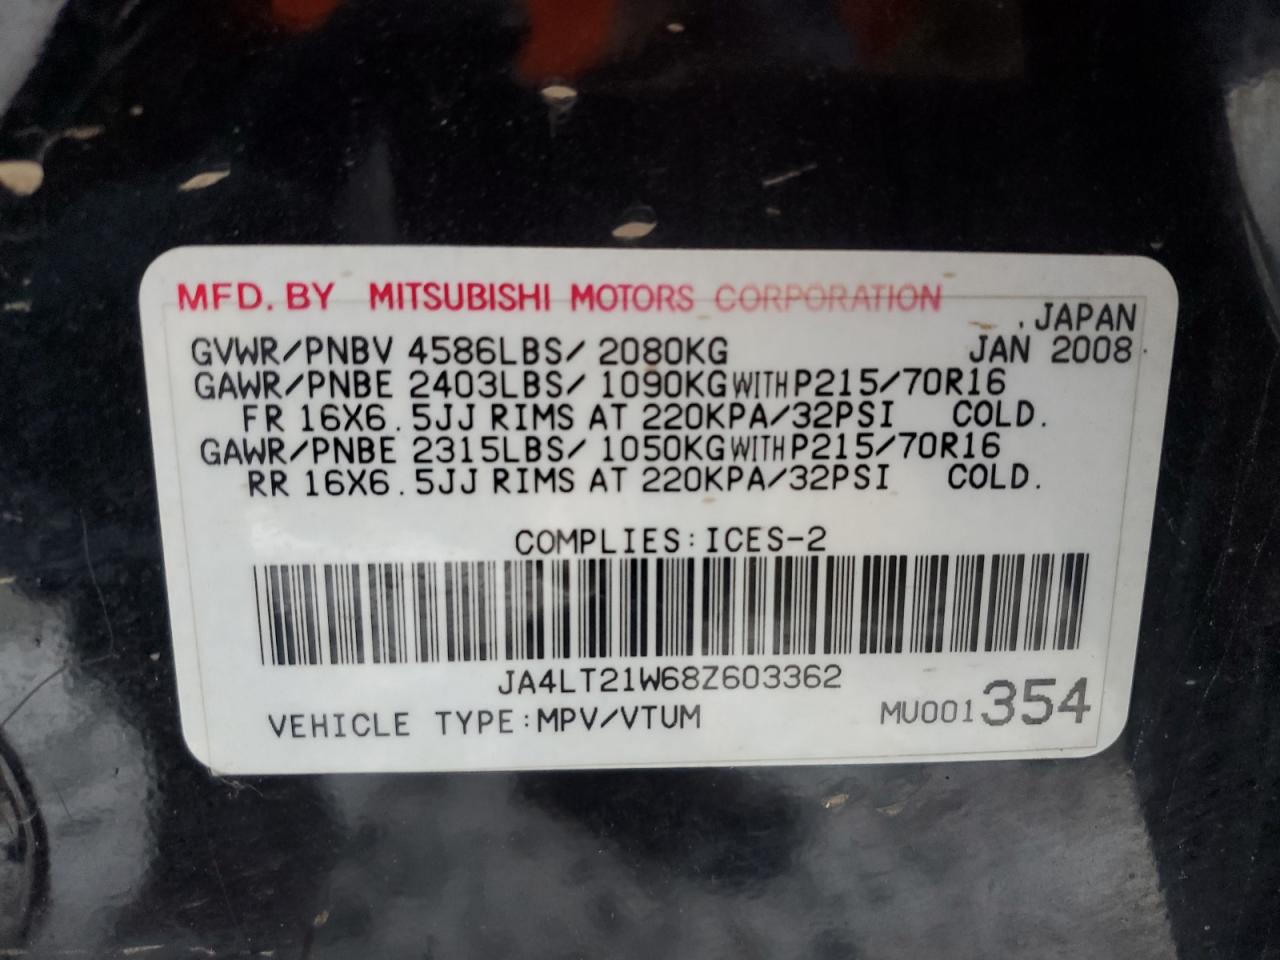 MFD. BY MITSUBISHI MOTORS CORPORATION
JAPAN
GVWR/PNBV 4586LBS/ 2080KG JAN 2008
GAWR/PNBE 2403LBS/ 1090KG WITH P215/70R16
FR 16X6.5JJ RIMS AT 220KPA/32PSI COLD.
GAWR/PNBE 2315LBS/ 1050KG WITH P215/70R16
RR 16X6.5JJ RIMS AT 220KPA/32PSI COLD.
COMPLIES:ICES-2
JA4LT21W68Z603362
VEHICLE TYPE:MPV/VTUM MU001354